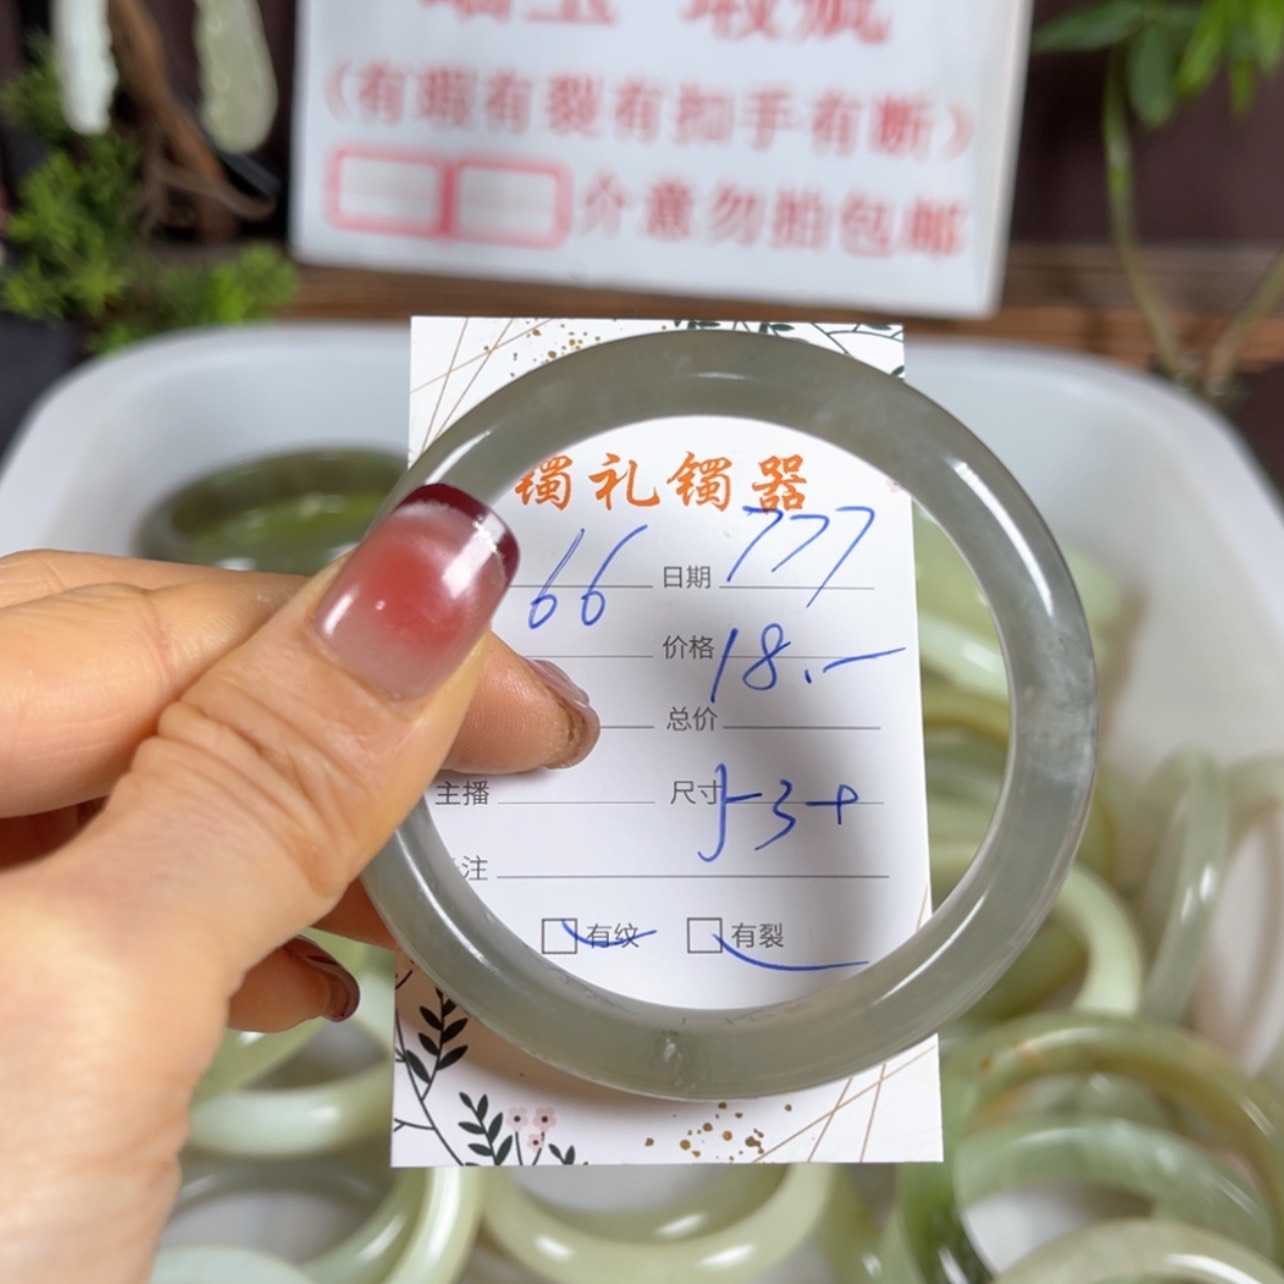 （有瑕有裂有扣手有断）
介意勿拍包邮
镯礼镯器
66 日期 777
价格 18.—
总价
主播 尺寸 53+
注
有纹 有裂